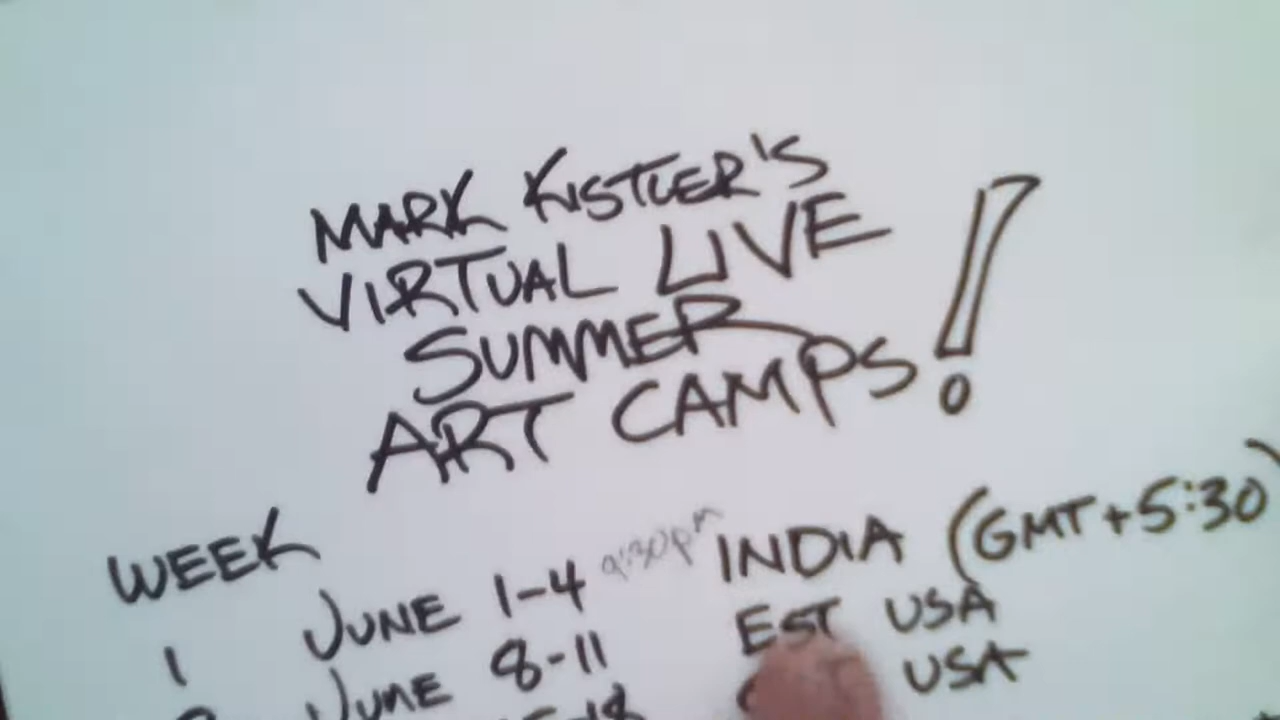 MARK KISTLER'S
VIRTUAL LIVE
SUMMER
ART CAMPS!
WEEK
1 JUNE 1-4 9:30pm INDIA (GMT+5:30)
JUNE 8-11 EST USA
18 USA